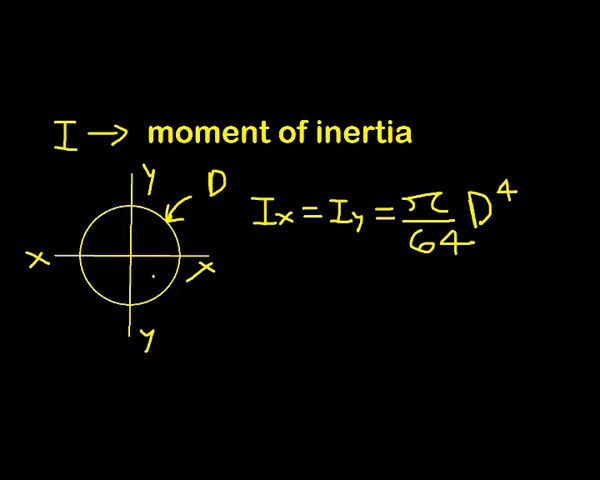 I → moment of inertia
y D
Ix = Iy = π/64 D⁴
x x
y